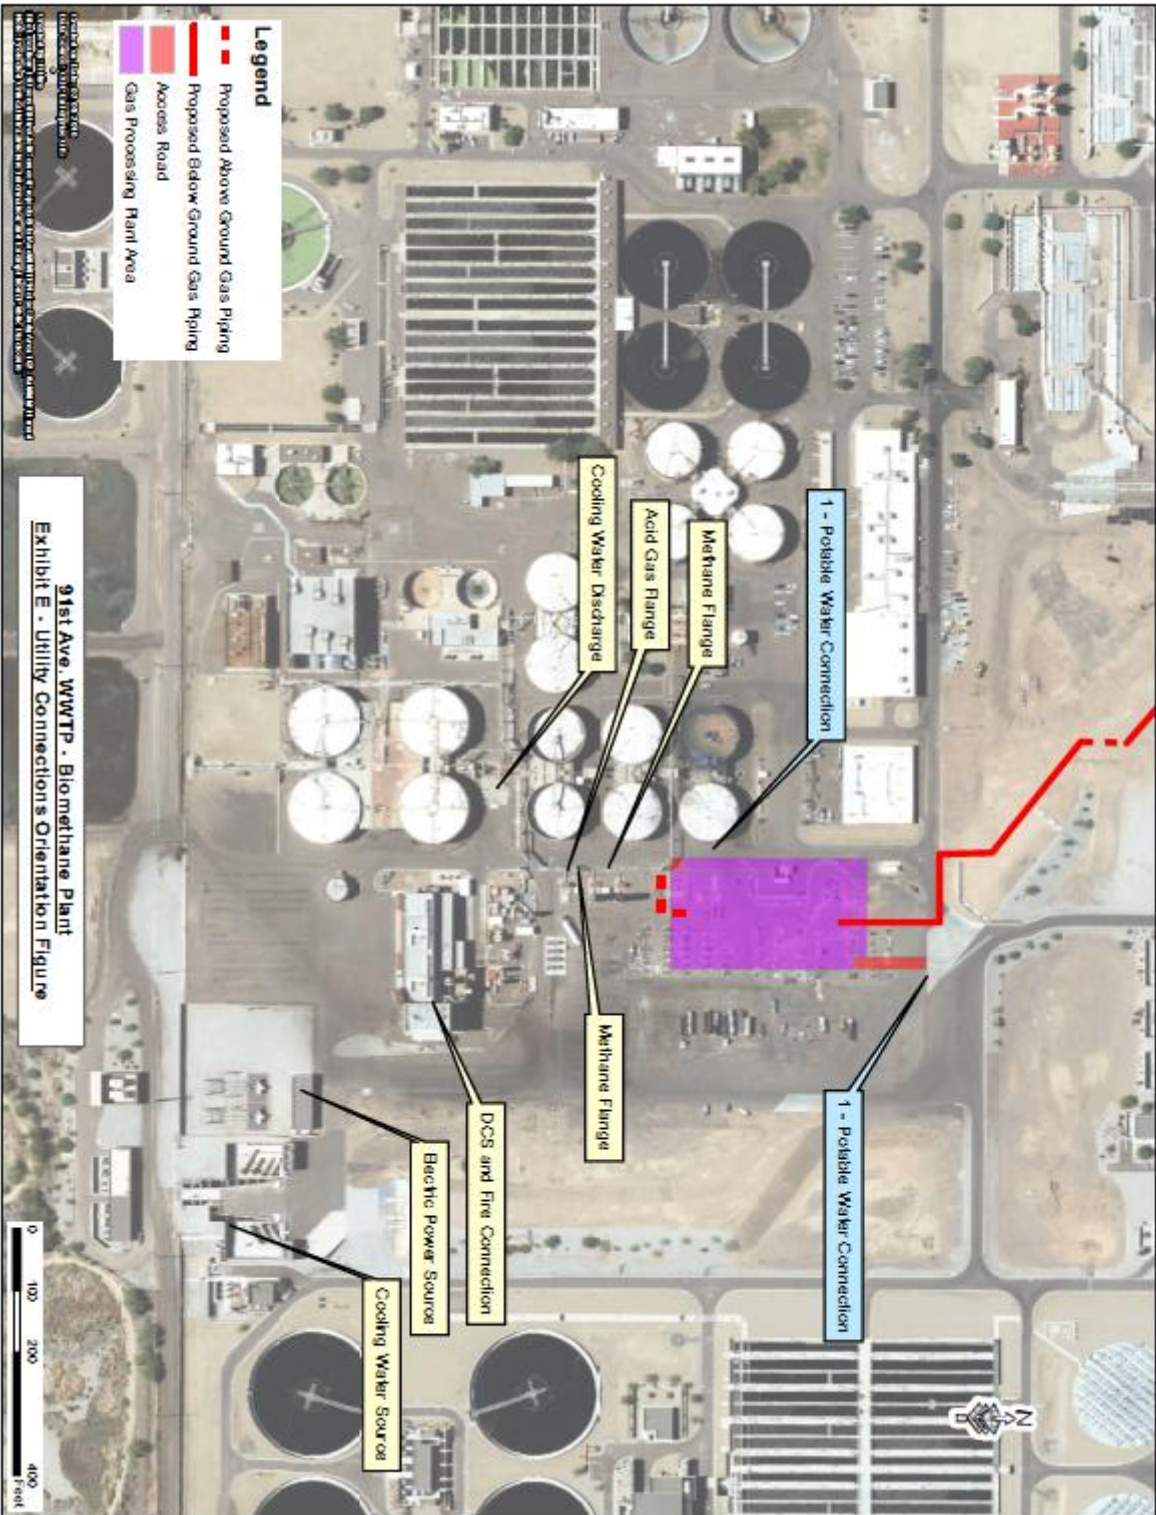 Legend
Proposed Above Ground Gas Piping
Proposed Below Ground Gas Piping
Access Road
Gas Processing Plant Area
1 - Potable Water Connection
Methane Flange
Acid Gas Flange
Cooling Water Discharge
1 - Potable Water Connection
Methane Flange
DCS and Fire Connection
Electric Power Source
Cooling Water Source
N
91st Ave. WWTP - Biomethane Plant
Exhibit E - Utility Connections Orientation Figure
0 100 200 400
Feet